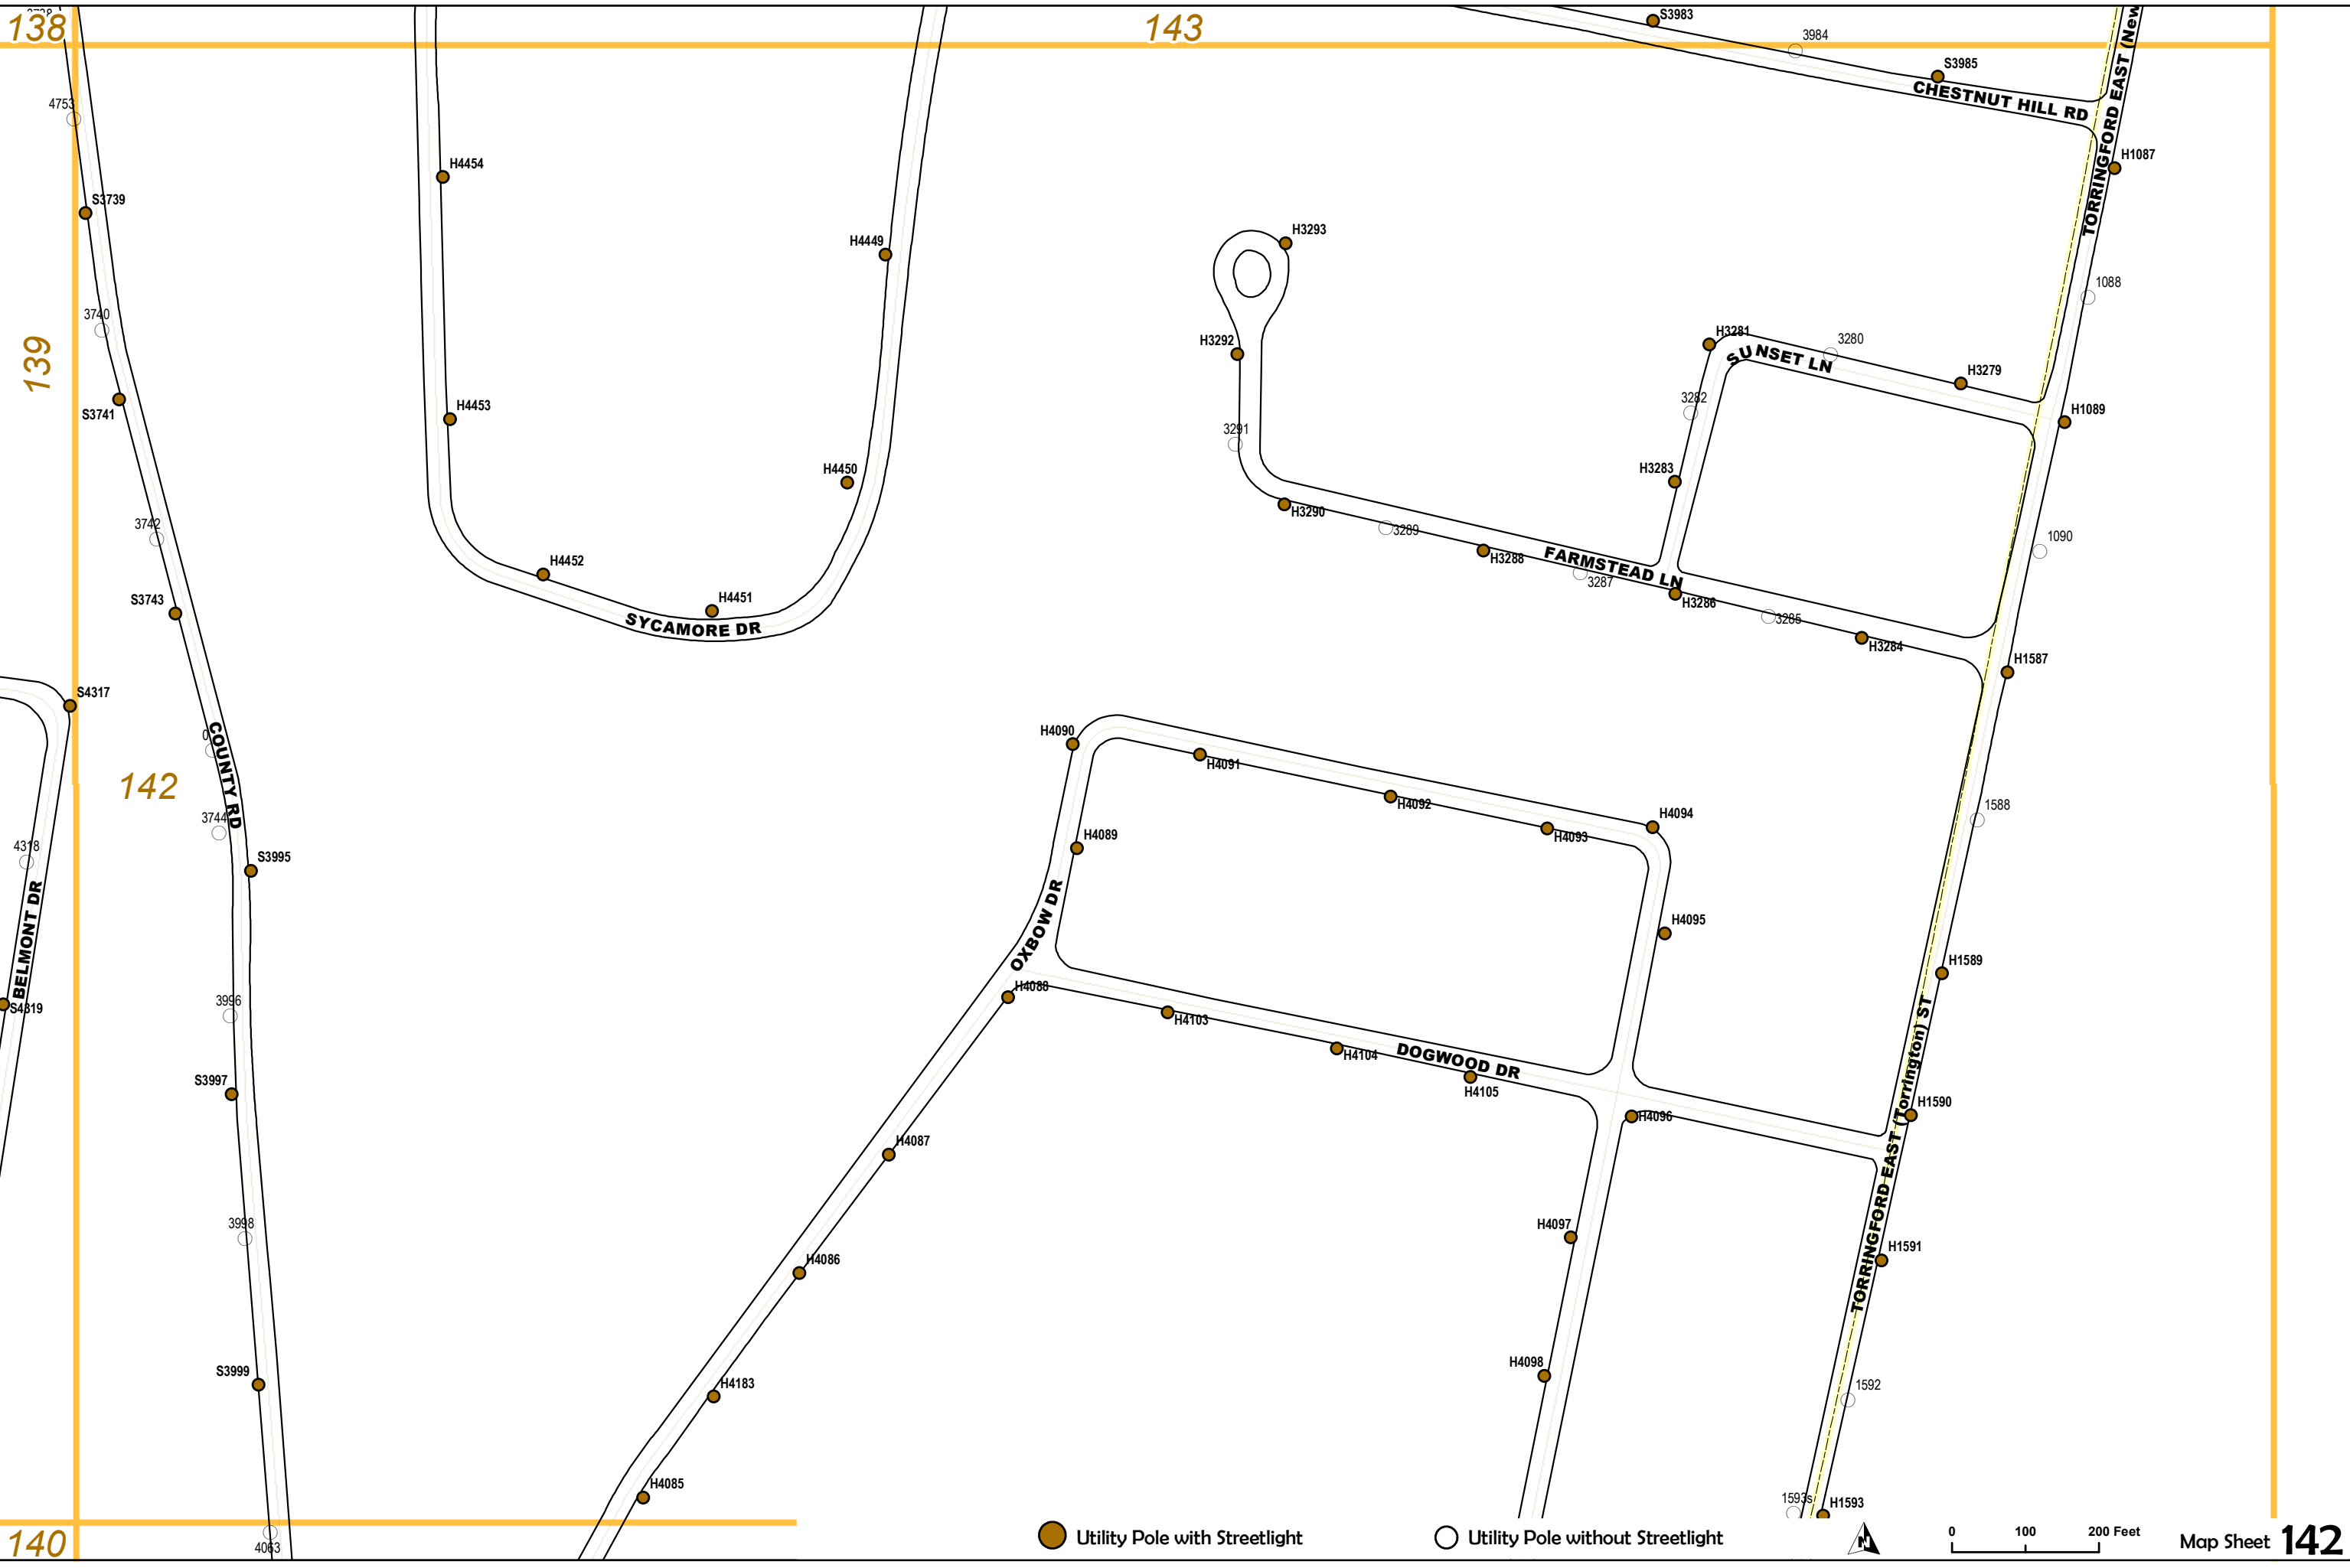 138
3738
143
S3983
3984
S3985
CHESTNUT HILL RD
TORRINGFORD EAST (New
4753
H4454
H1087
S3739
H4449
H3293
1088
3740
139
H3292
H3281
SUNSET LN
3280
H3279
S3741
H4453
3282
H1089
3291
H4450
H3283
3742
H3290
3289
1090
H3288
FARMSTEAD LN
H4452
3287
S3743
H4451
H3286
SYCAMORE DR
3285
H3284
H1587
S4317
COUNTY RD
0
H4090
H4091
142
H4092
1588
3744
H4094
H4089
H4093
4318
S3995
BELMONT DR
OXBOW DR
H4095
H1589
S4319
3996
H4088
H4103
H4104
DOGWOOD DR
S3997
H4105
H4096
TORRINGFORD EAST (Torrington) ST
H1590
H4087
3998
H4097
H1591
H4086
S3999
H4183
H4098
1592
H4085
1593s
H1593
140
4063
Utility Pole with Streetlight
Utility Pole without Streetlight
N
0 100 200 Feet
Map Sheet 142